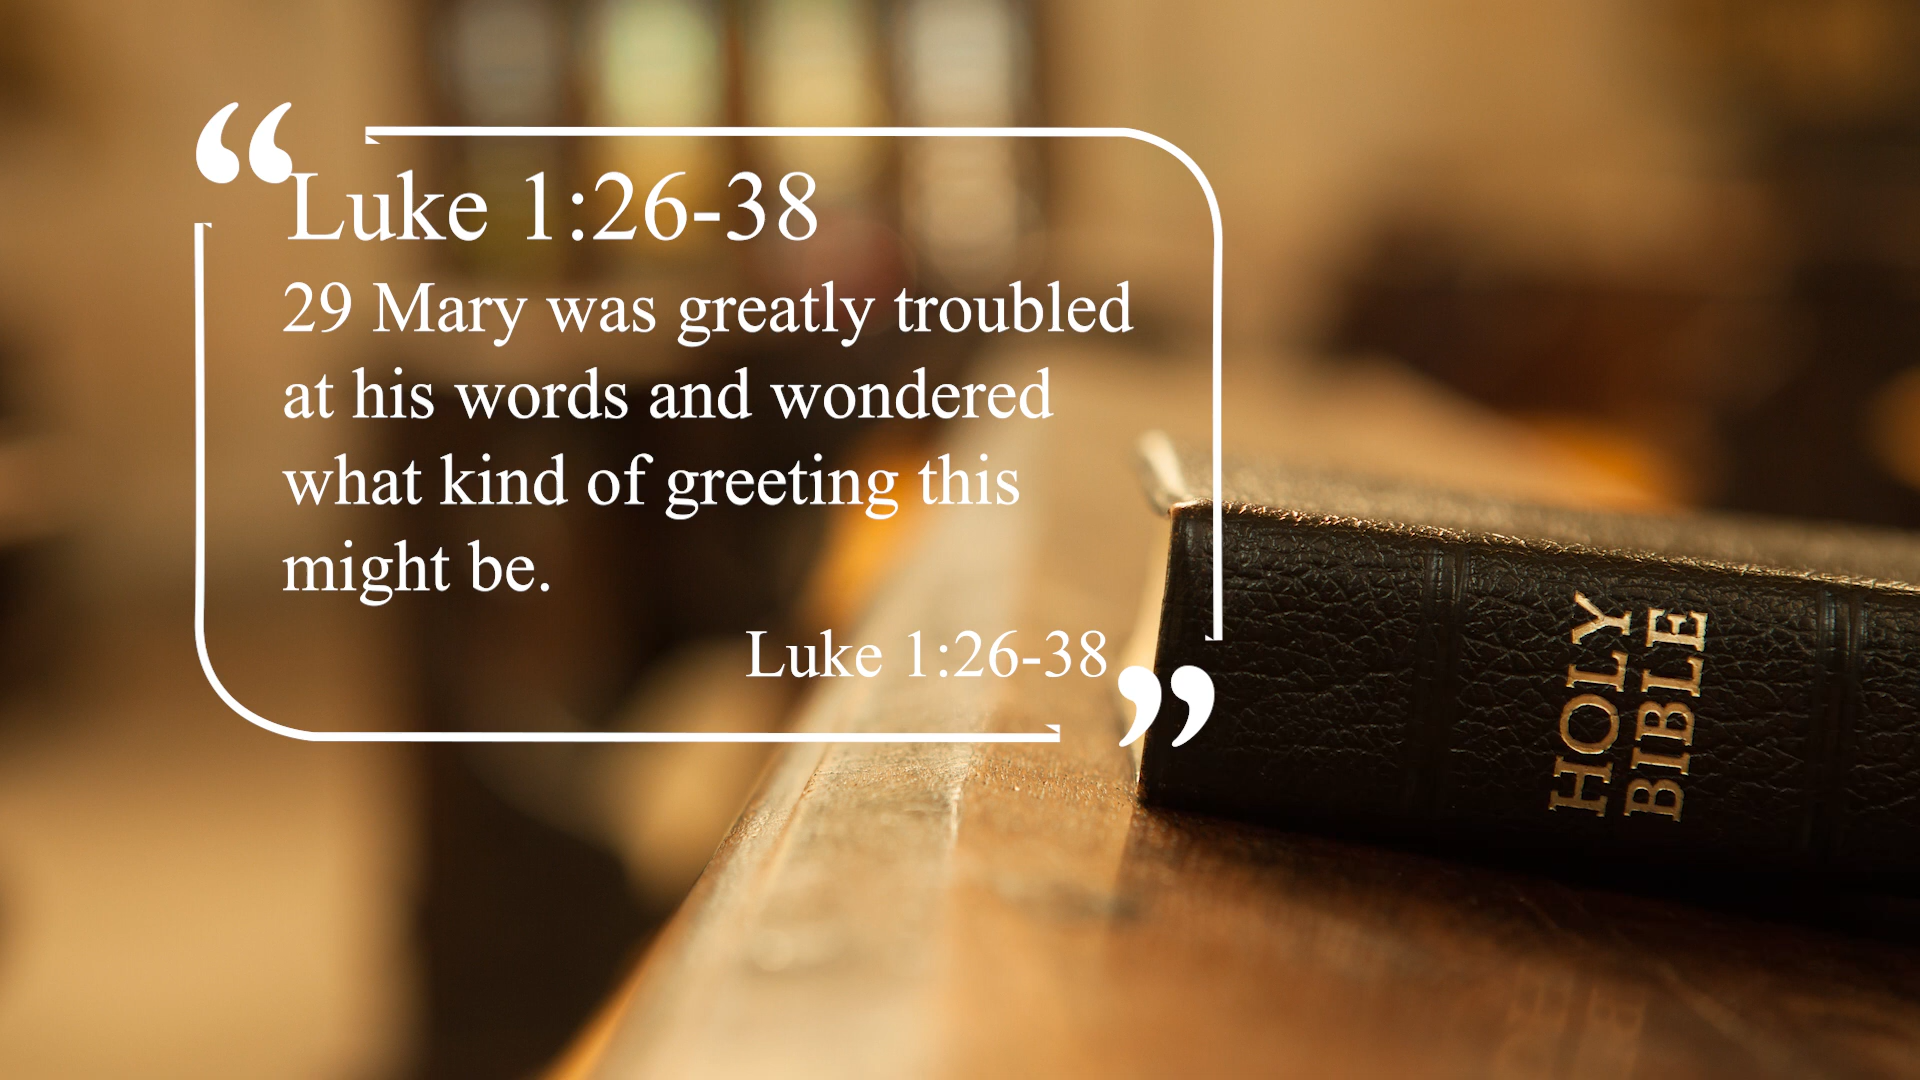 Luke 1:26-38
29 Mary was greatly troubled
at his words and wondered
what kind of greeting this
might be.
Luke 1:26-38
HOLY
BIBLE